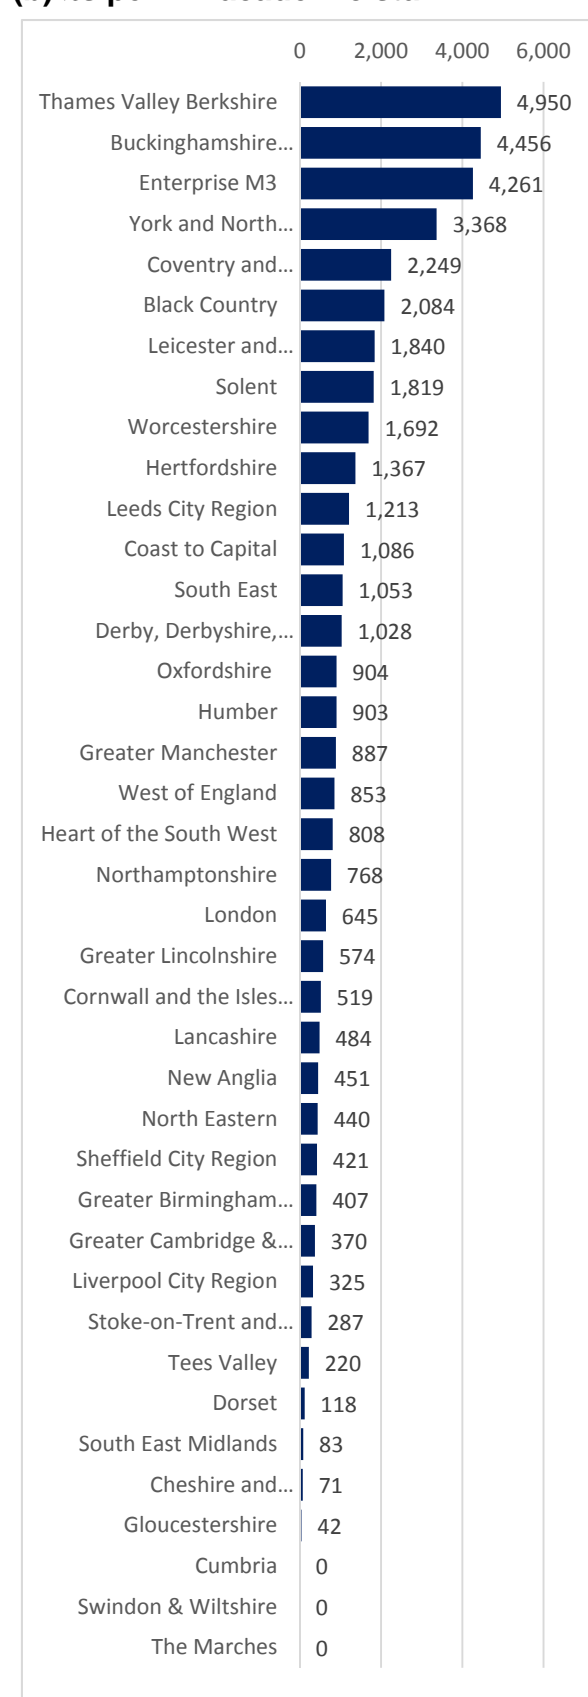 0 2,000 4,000 6,000
Thames Valley Berkshire 4,950
Buckinghamshire... 4,456
Enterprise M3 4,261
York and North... 3,368
Coventry and... 2,249
Black Country 2,084
Leicester and... 1,840
Solent 1,819
Worcestershire 1,692
Hertfordshire 1,367
Leeds City Region 1,213
Coast to Capital 1,086
South East 1,053
Derby, Derbyshire,... 1,028
Oxfordshire 904
Humber 903
Greater Manchester 887
West of England 853
Heart of the South West 808
Northamptonshire 768
London 645
Greater Lincolnshire 574
Cornwall and the Isles... 519
Lancashire 484
New Anglia 451
North Eastern 440
Sheffield City Region 421
Greater Birmingham... 407
Greater Cambridge &... 370
Liverpool City Region 325
Stoke-on-Trent and... 287
Tees Valley 220
Dorset 118
South East Midlands 83
Cheshire and... 71
Gloucestershire 42
Cumbria 0
Swindon & Wiltshire 0
The Marches 0